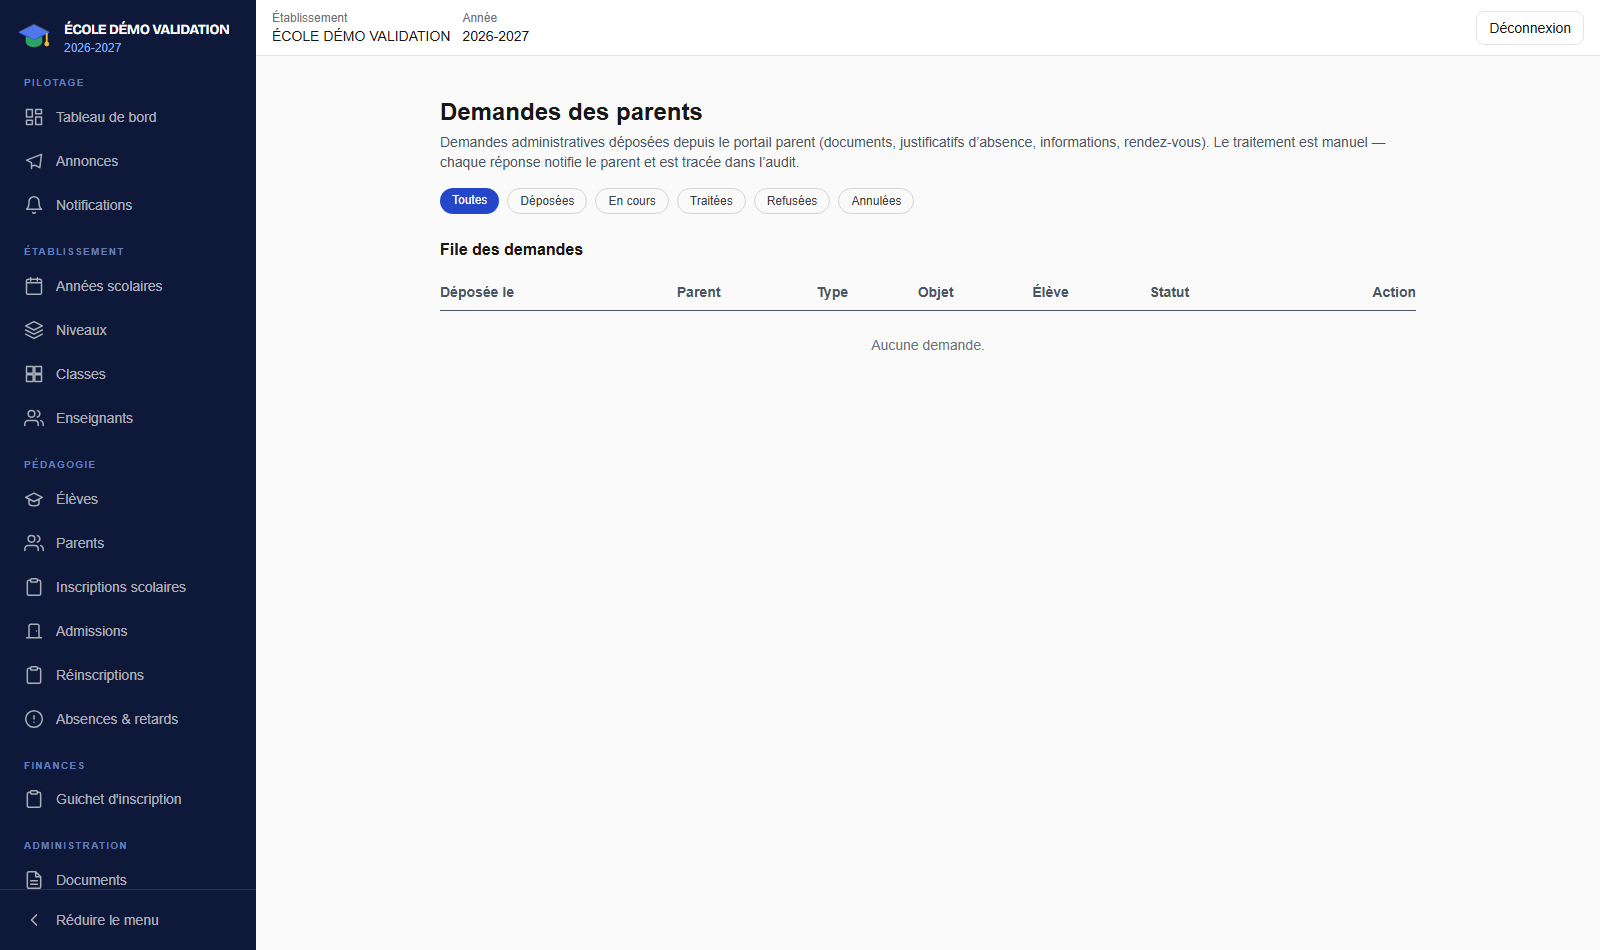 ÉCOLE DÉMO VALIDATION
2026-2027
PILOTAGE
Tableau de bord
Annonces
Notifications
ÉTABLISSEMENT
Années scolaires
Niveaux
Classes
Enseignants
PÉDAGOGIE
Élèves
Parents
Inscriptions scolaires
Admissions
Réinscriptions
Absences & retards
FINANCES
Guichet d'inscription
ADMINISTRATION
Documents
Réduire le menu
Établissement
ÉCOLE DÉMO VALIDATION
Année
2026-2027
Déconnexion
Demandes des parents
Demandes administratives déposées depuis le portail parent (documents, justificatifs d’absence, informations, rendez-vous). Le traitement est manuel —
chaque réponse notifie le parent et est tracée dans l’audit.
Toutes Déposées En cours Traitées Refusées Annulées
File des demandes
Déposée le Parent Type Objet Élève Statut Action
Aucune demande.